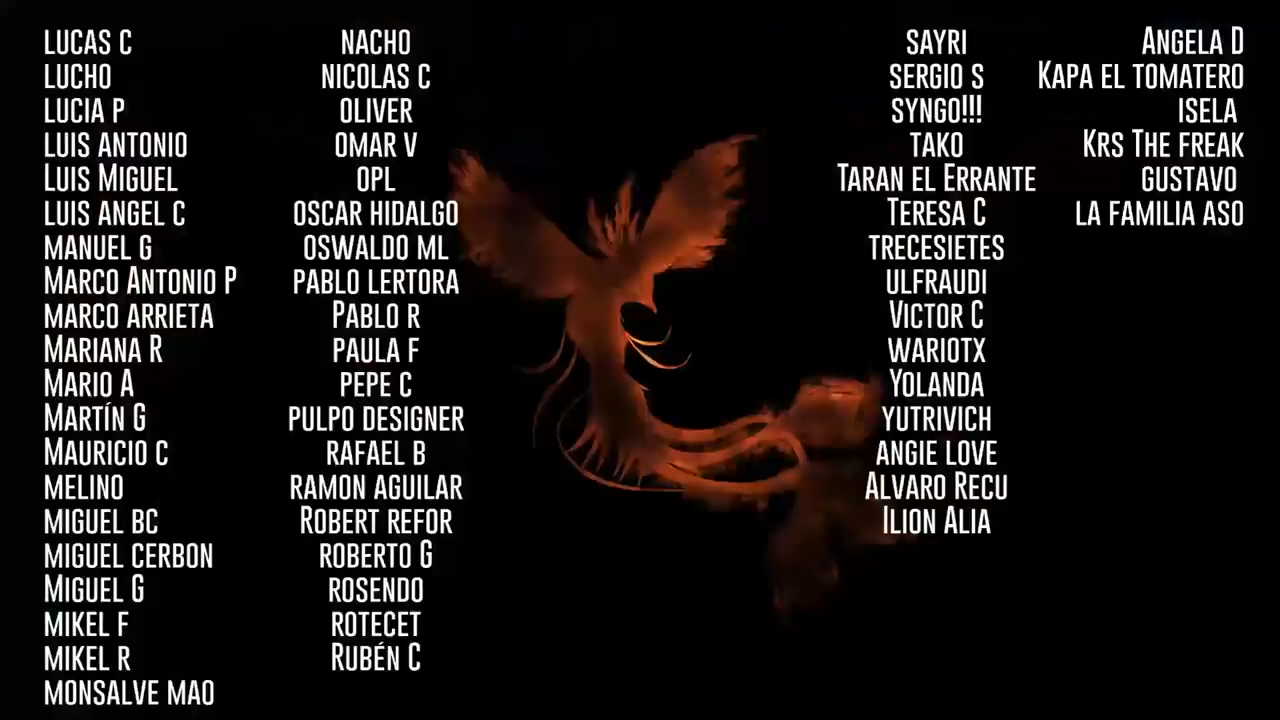 LUCAS C
LUCHO
LUCIA P
LUIS ANTONIO
LUIS MIGUEL
LUIS ANGEL C
MANUEL G
MARCO ANTONIO P
MARCO ARRIETA
MARIANA R
MARIO A
MARTÍN G
MAURICIO C
MELINO
MIGUEL BC
MIGUEL CERBON
MIGUEL G
MIKEL F
MIKEL R
MONSALVE MAO
NACHO
NICOLAS C
OLIVER
OMAR V
OPL
OSCAR HIDALGO
OSWALDO ML
PABLO LERTORA
PABLO R
PAULA F
PEPE C
PULPO DESIGNER
RAFAEL B
RAMON AGUILAR
ROBERT REFOR
ROBERTO G
ROSENDO
ROTECET
RUBÉN C
SAYRI
SERGIO S
SYNGO!!!
TAKO
TARAN EL ERRANTE
TERESA C
TRECESIETES
ULFRAUDI
VICTOR C
WARIOTX
YOLANDA
YUTRIVICH
ANGIE LOVE
ALVARO RECU
ILION ALIA
ANGELA D
KAPA EL TOMATERO
ISELA
KRS THE FREAK
GUSTAVO
LA FAMILIA ASO